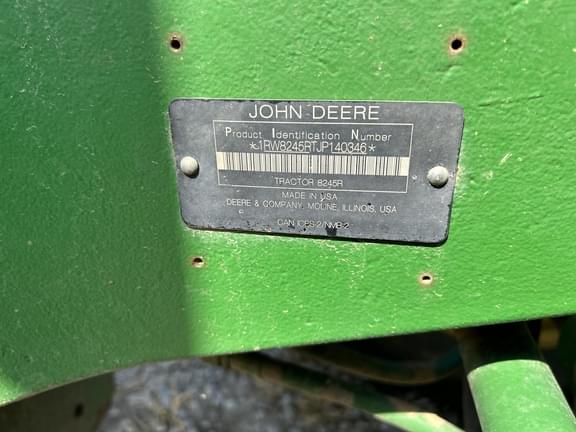 JOHN DEERE
Product Identification Number
*1RW8245RTJP140346*
TRACTOR 8245R
MADE IN USA
DEERE & COMPANY, MOLINE, ILLINOIS, USA
CAN ICES-2/NMB-2